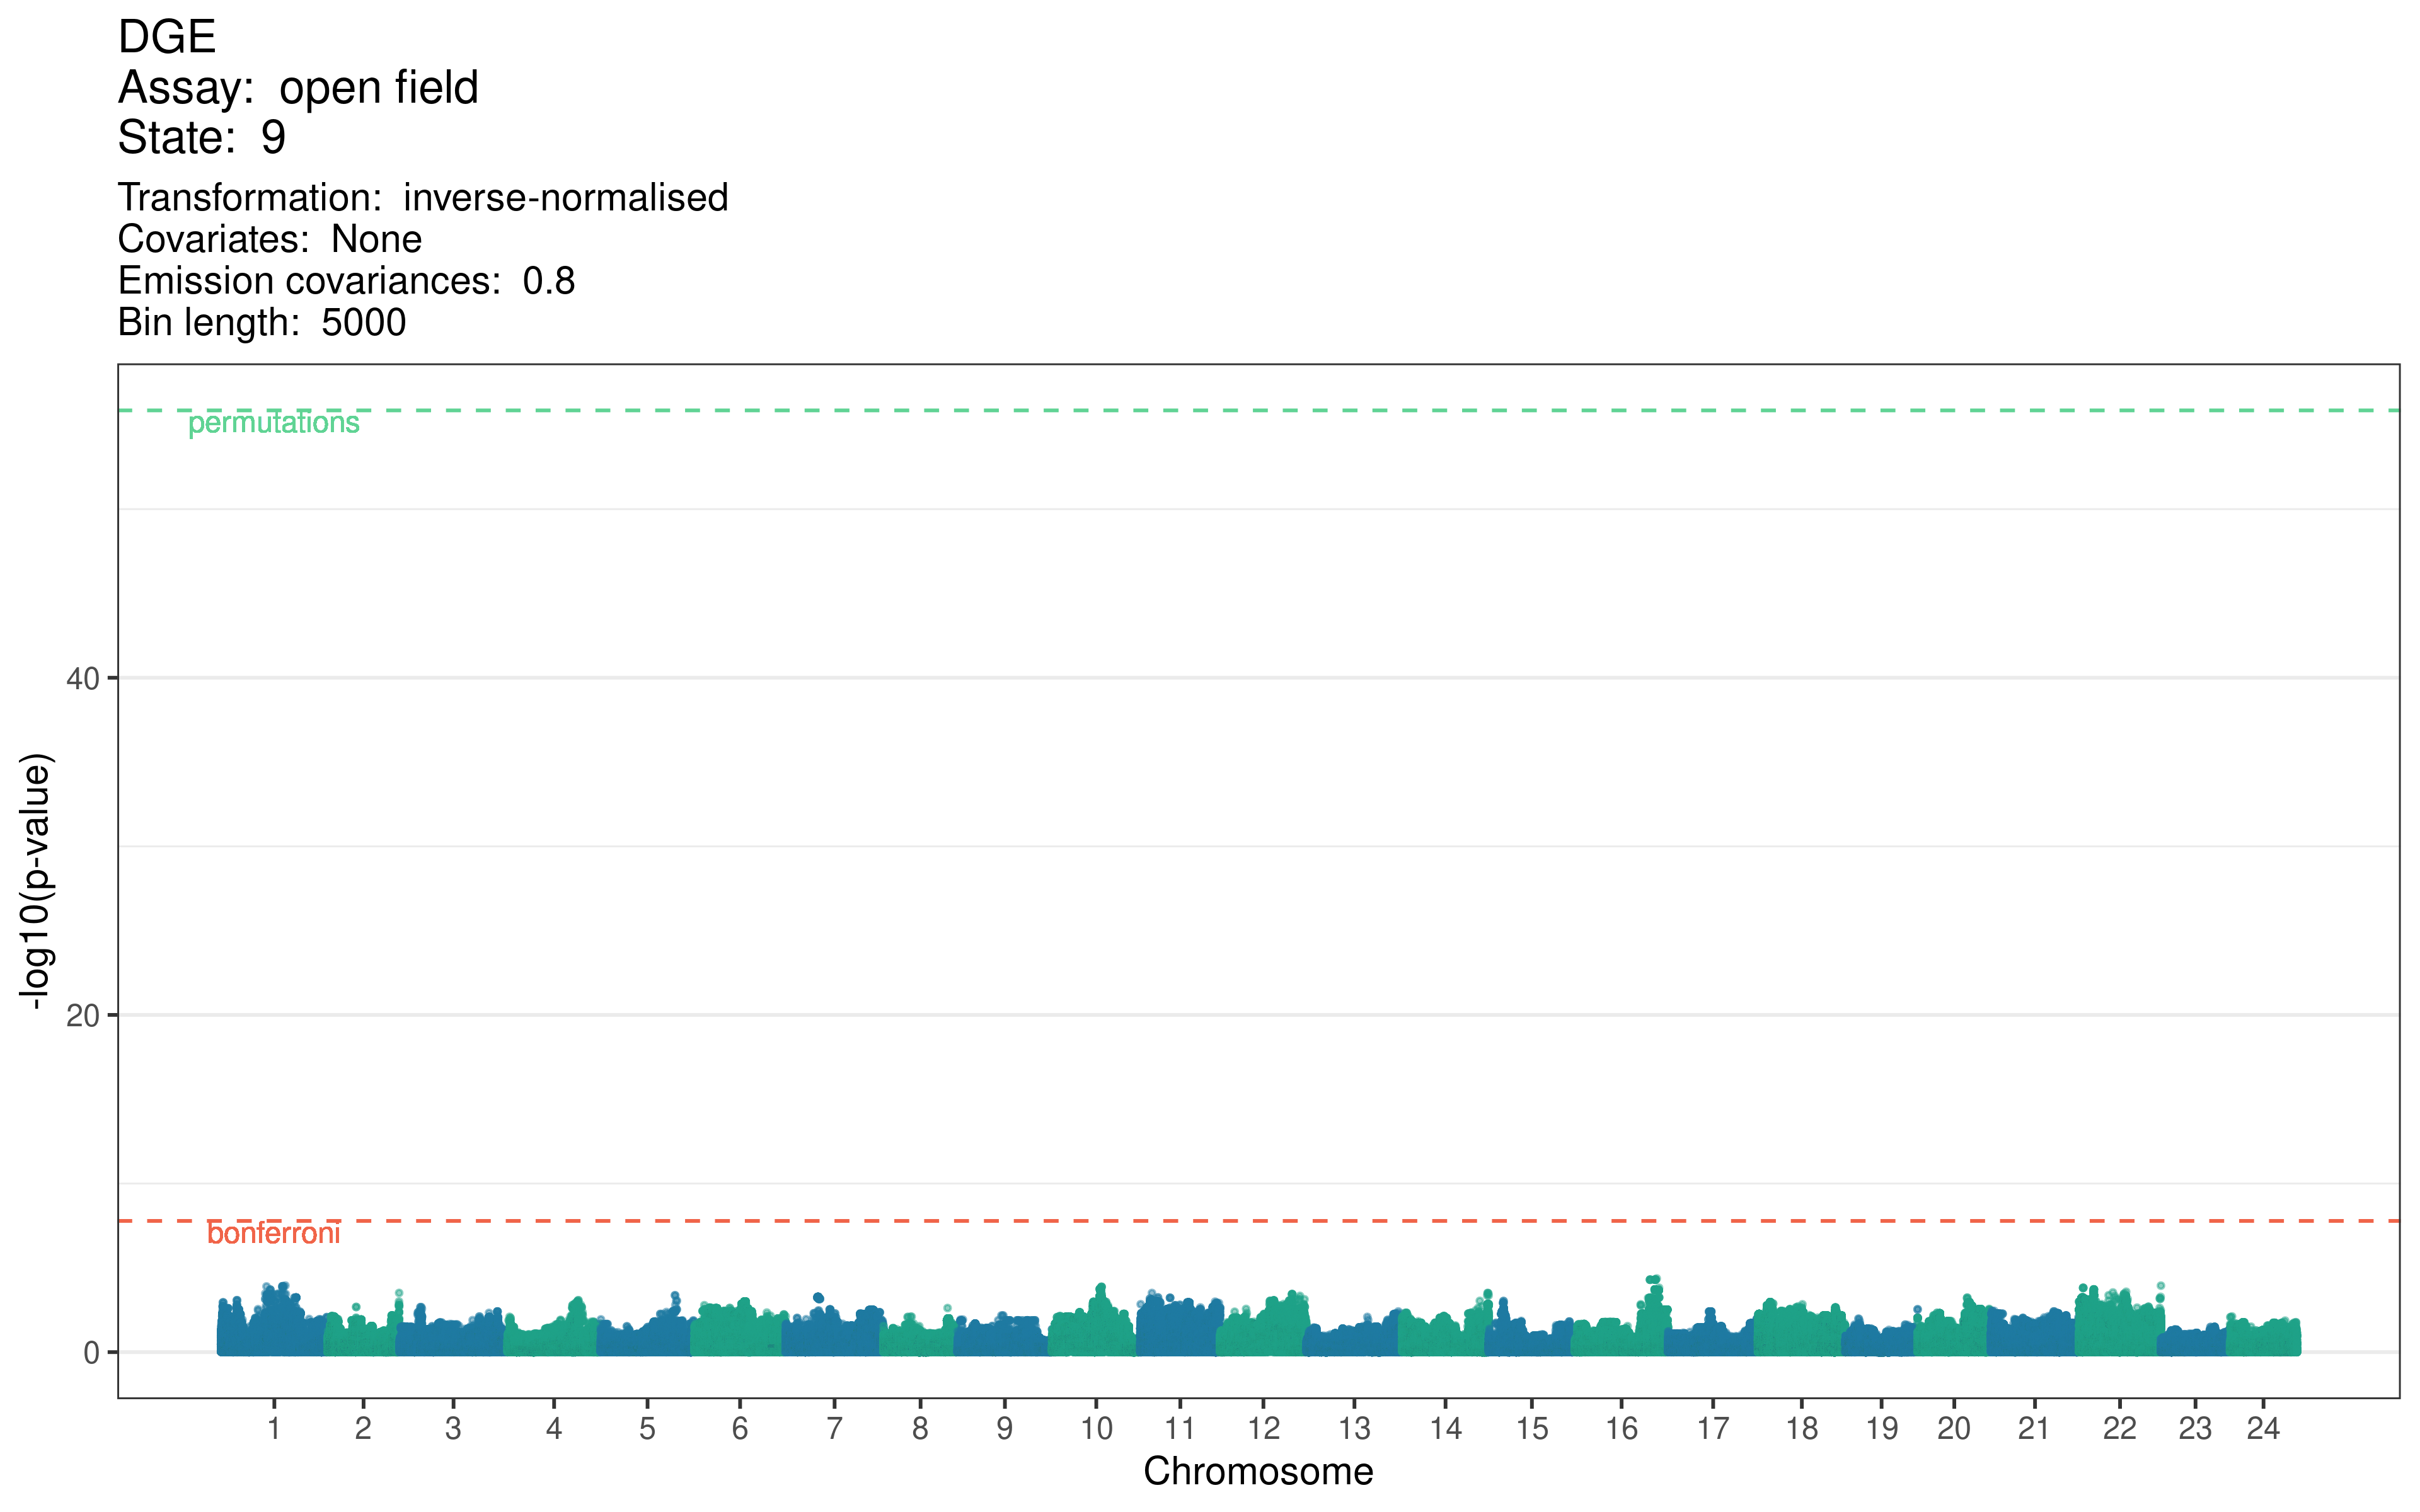 DGE
Assay:  open field
State:  9
Transformation:  inverse-normalised
Covariates:  None
Emission covariances:  0.8
Bin length:  5000
permutations
40
-log10(p-value)
20
bonferroni
0
1 2 3 4 5 6 7 8 9 10 11 12 13 14 15 16 17 18 19 20 21 22 23 24
Chromosome